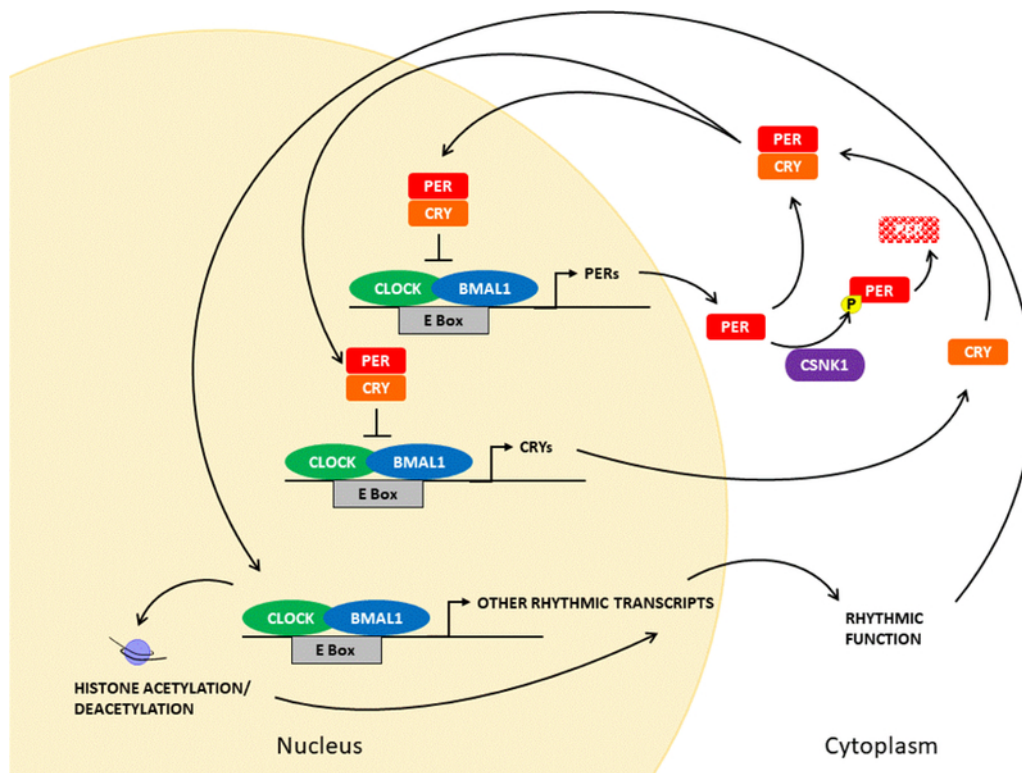 PER
CRY
PER
CRY
PER
PER
CLOCK BMAL1 PERs
E Box
P
PER
CSNK1
CRY
PER
CRY
CLOCK BMAL1 CRYs
E Box
CLOCK BMAL1 OTHER RHYTHMIC TRANSCRIPTS
E Box
RHYTHMIC
FUNCTION
HISTONE ACETYLATION/
DEACETYLATION
Nucleus
Cytoplasm